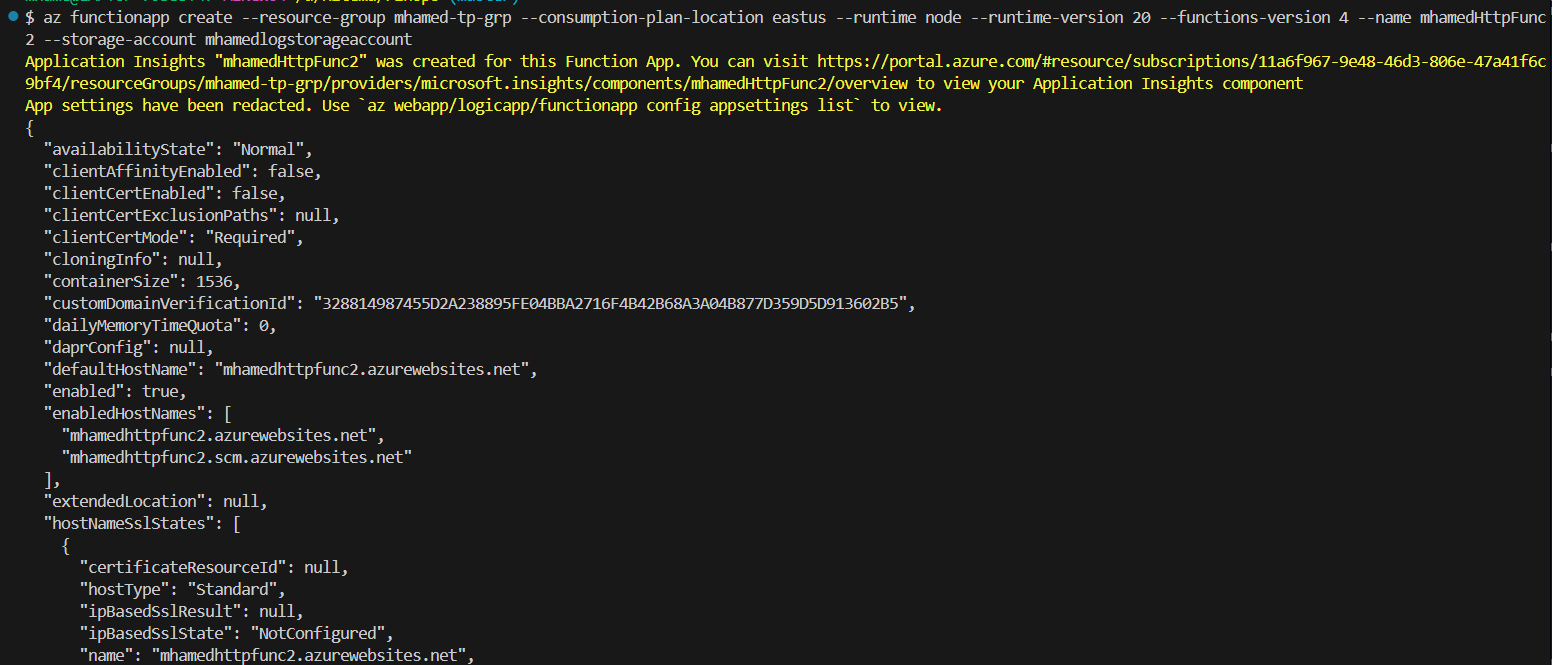 $ az functionapp create --resource-group mhamed-tp-grp --consumption-plan-location eastus --runtime node --runtime-version 20 --functions-version 4 --name mhamedHttpFunc
2 --storage-account mhamedlogstorageaccount
Application Insights "mhamedHttpFunc2" was created for this Function App. You can visit https://portal.azure.com/#resource/subscriptions/11a6f967-9e48-46d3-806e-47a41f6c
9bf4/resourceGroups/mhamed-tp-grp/providers/microsoft.insights/components/mhamedHttpFunc2/overview to view your Application Insights component
App settings have been redacted. Use `az webapp/logicapp/functionapp config appsettings list` to view.
{
  "availabilityState": "Normal",
  "clientAffinityEnabled": false,
  "clientCertEnabled": false,
  "clientCertExclusionPaths": null,
  "clientCertMode": "Required",
  "cloningInfo": null,
  "containerSize": 1536,
  "customDomainVerificationId": "328814987455D2A238895FE04BBA2716F4B42B68A3A04B877D359D5D913602B5",
  "dailyMemoryTimeQuota": 0,
  "daprConfig": null,
  "defaultHostName": "mhamedhttpfunc2.azurewebsites.net",
  "enabled": true,
  "enabledHostNames": [
    "mhamedhttpfunc2.azurewebsites.net",
    "mhamedhttpfunc2.scm.azurewebsites.net"
  ],
  "extendedLocation": null,
  "hostNameSslStates": [
    {
      "certificateResourceId": null,
      "hostType": "Standard",
      "ipBasedSslResult": null,
      "ipBasedSslState": "NotConfigured",
      "name": "mhamedhttpfunc2.azurewebsites.net",